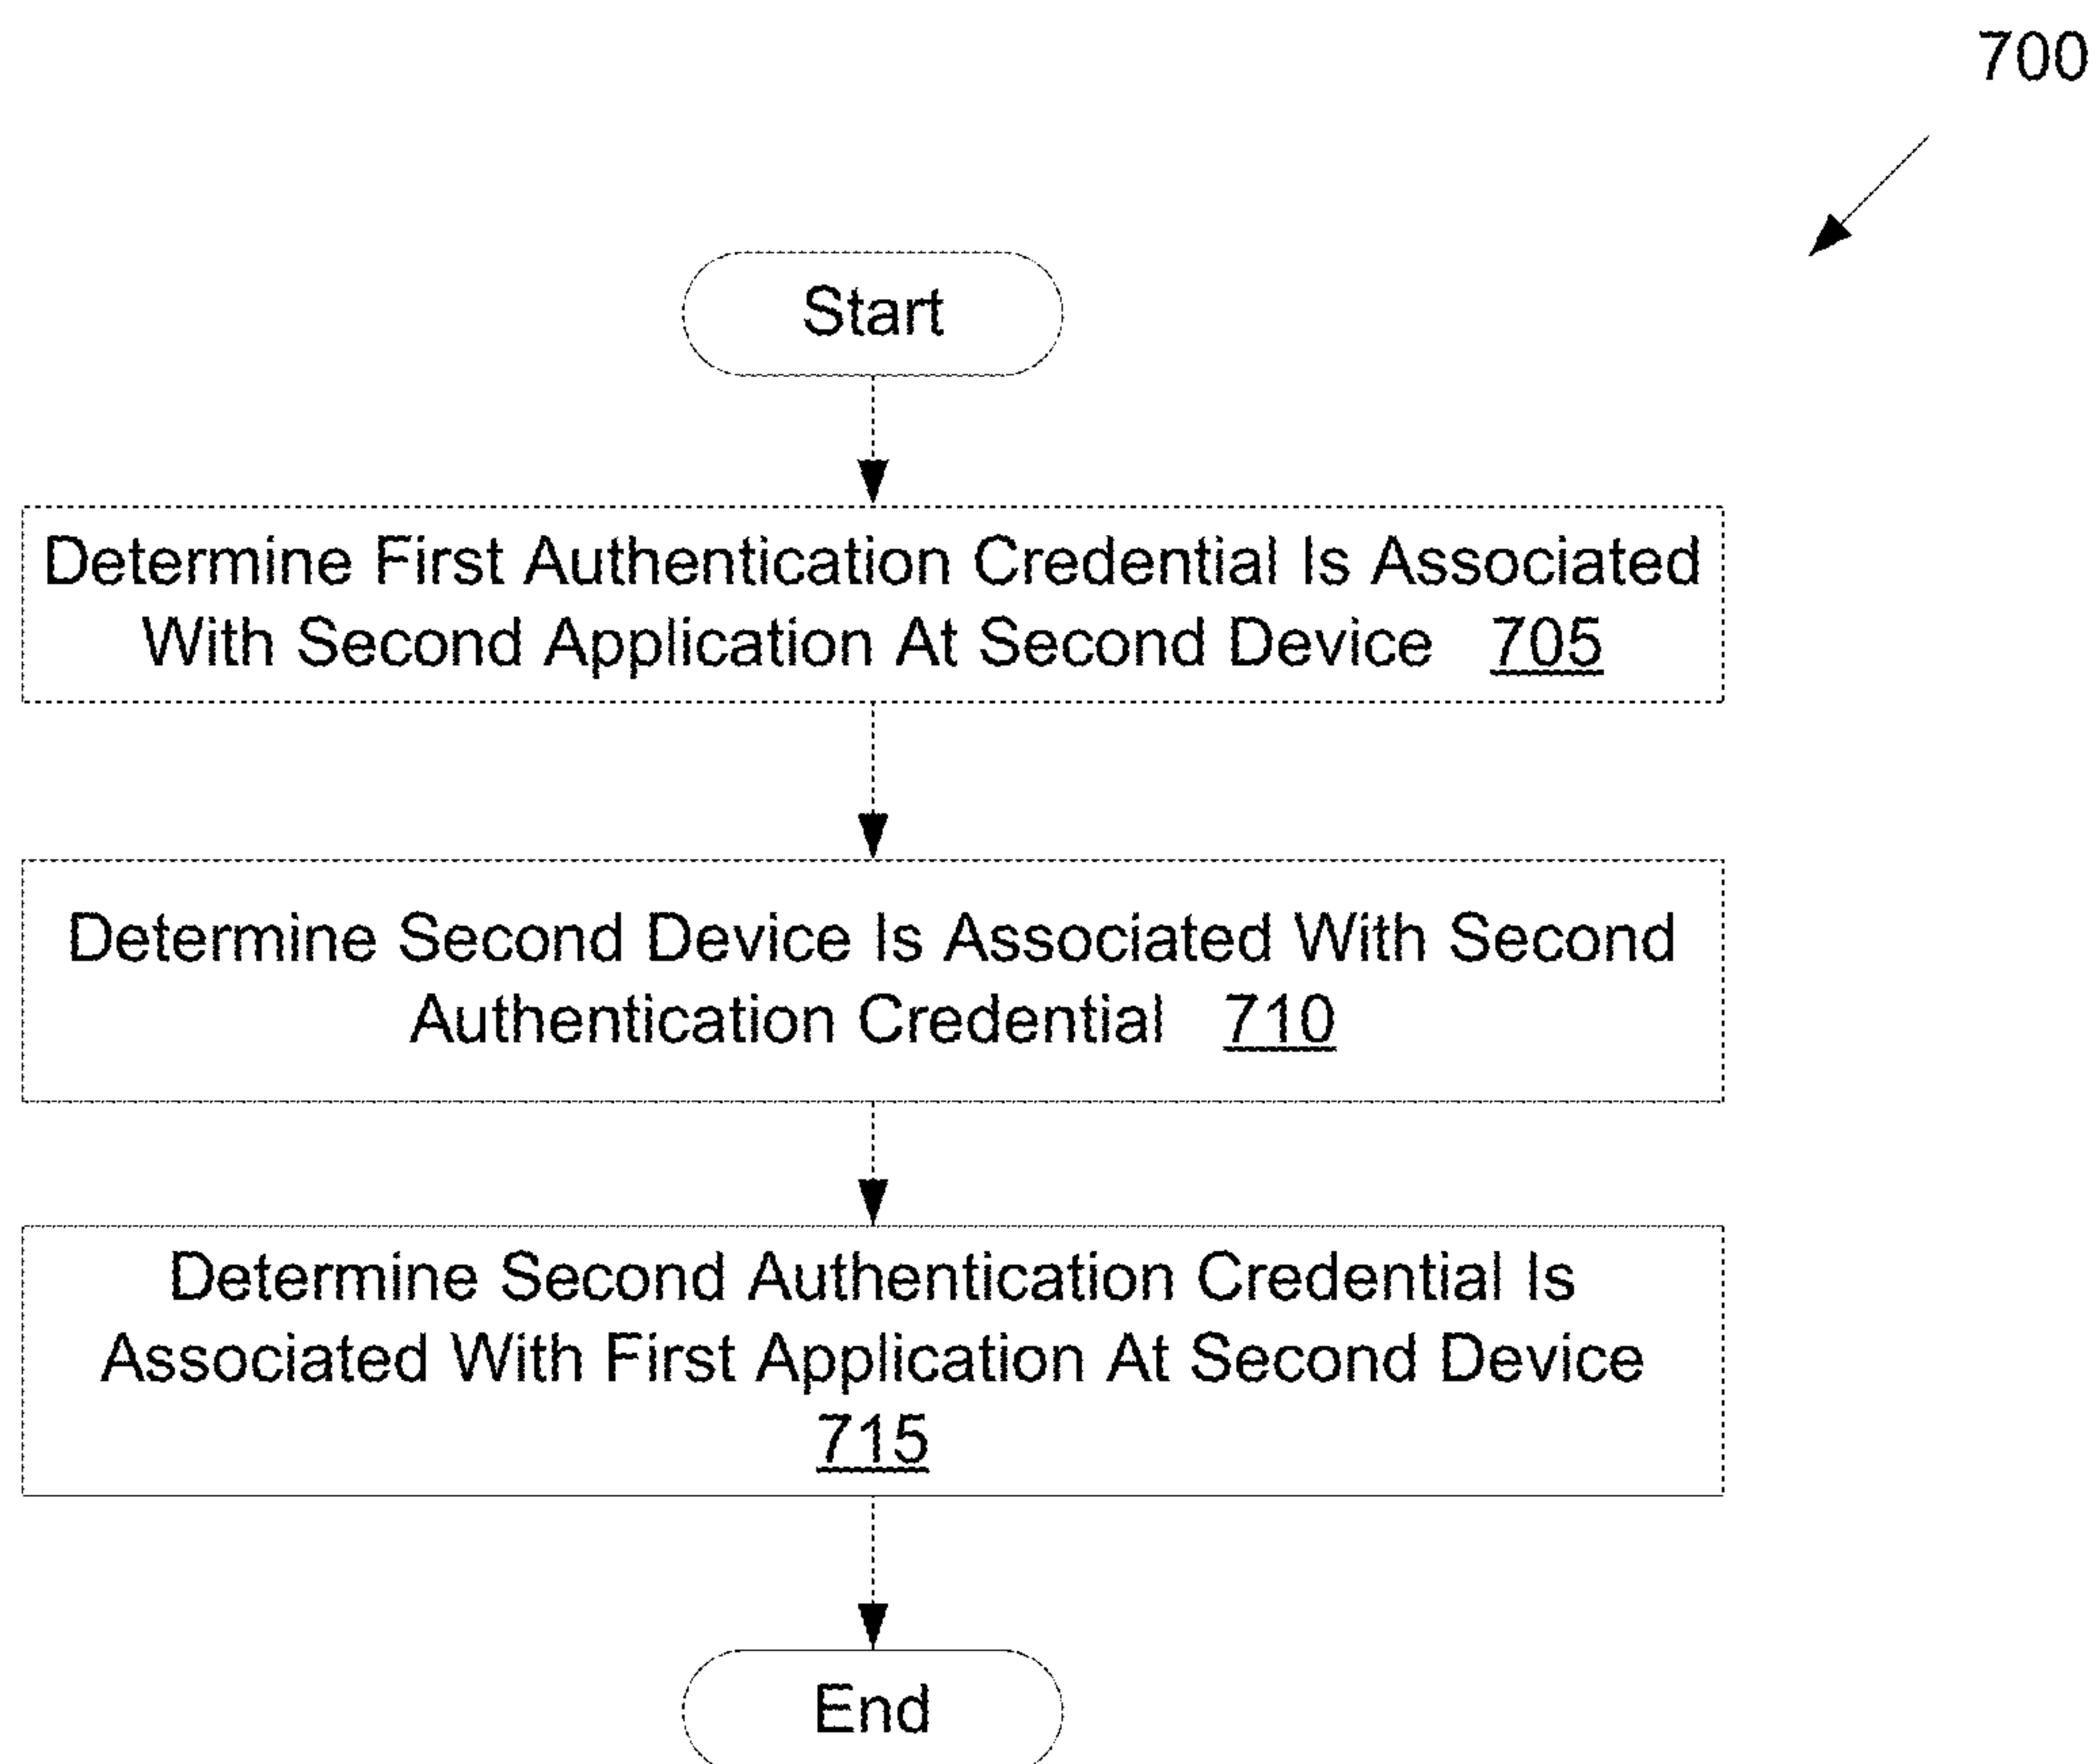 700
Start
Determine First Authentication Credential Is Associated
With Second Application At Second Device 705
Determine Second Device Is Associated With Second
Authentication Credential 710
Determine Second Authentication Credential Is
Associated With First Application At Second Device
715
End